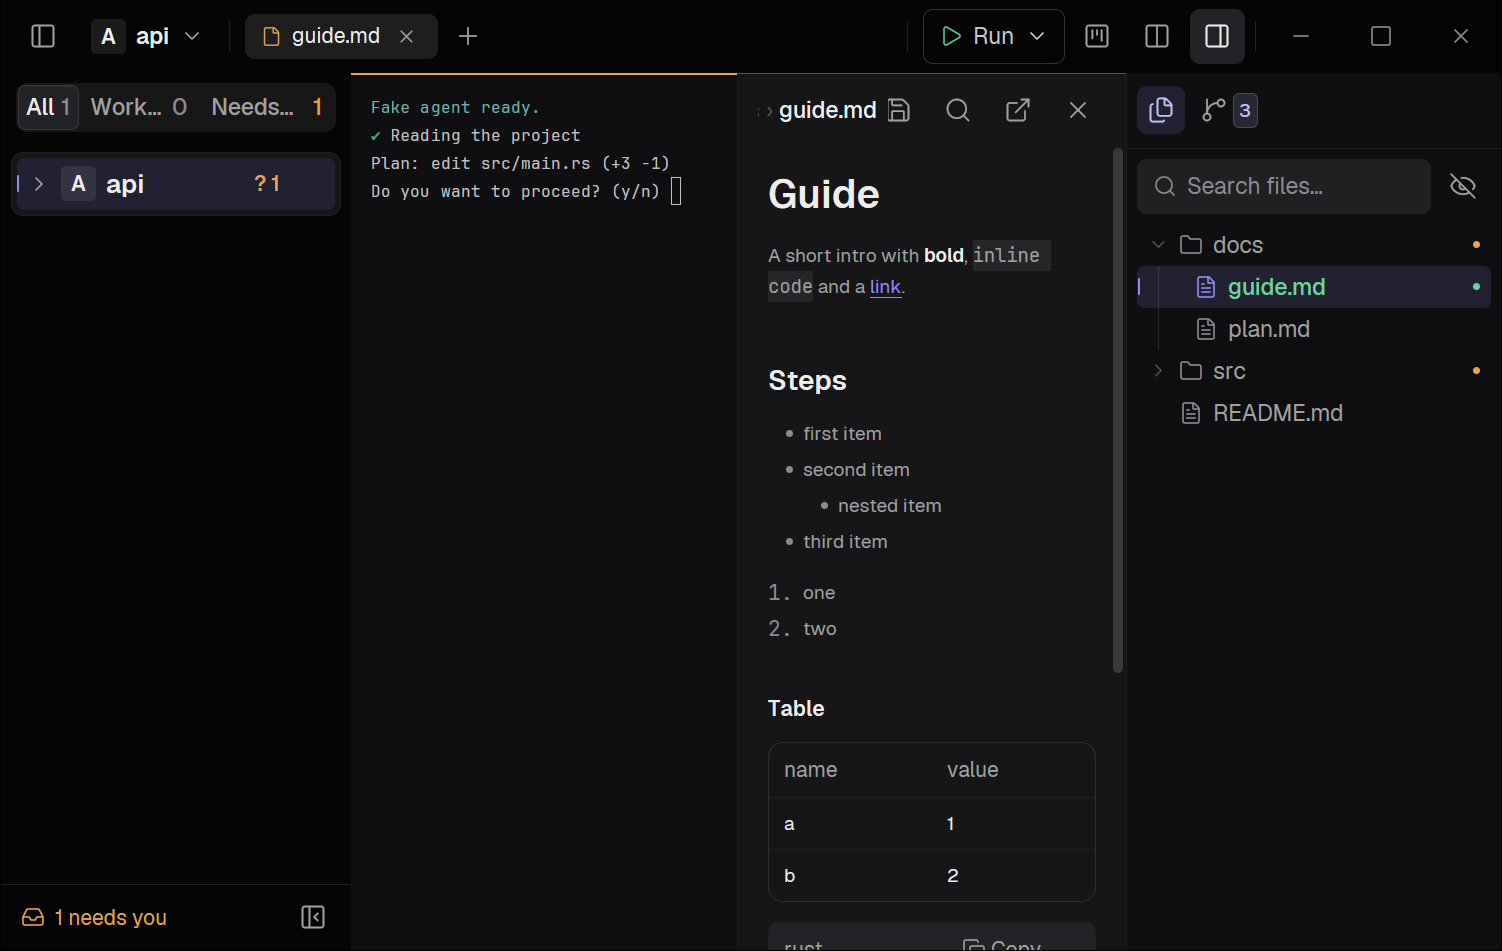 A api
guide.md
Run
All 1 Work... 0 Needs... 1
A api ? 1
1 needs you
Fake agent ready.
✔ Reading the project
Plan: edit src/main.rs (+3 -1)
Do you want to proceed? (y/n)
› guide.md
Guide
A short intro with bold, inline
code and a link.
Steps
• first item
• second item
• nested item
• third item
1. one
2. two
Table
name value
a 1
b 2
rust Copy
3
Search files...
docs
guide.md
plan.md
src
README.md